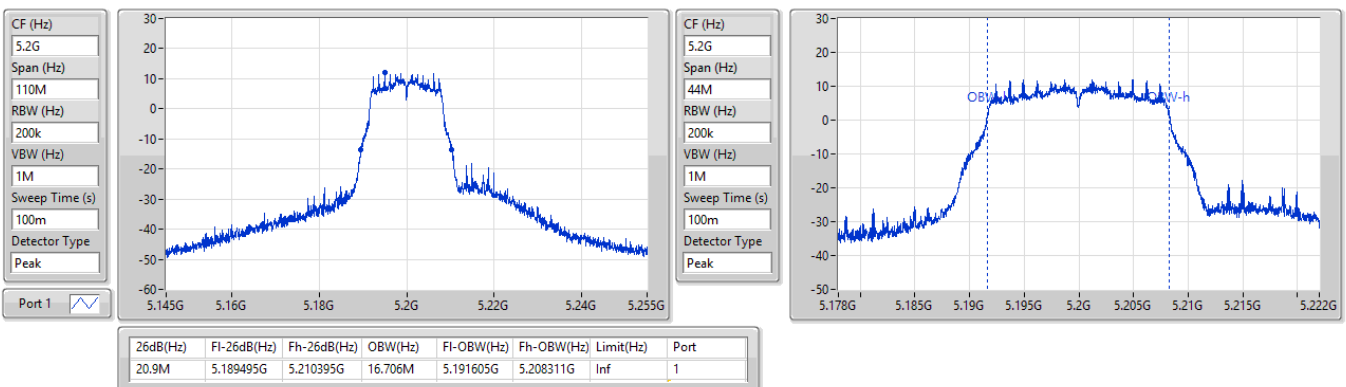 CF (Hz)
5.2G
Span (Hz)
110M
RBW (Hz)
200k
VBW (Hz)
1M
Sweep Time (s)
100m
Detector Type
Peak
Port 1
30
20
10
0
-10
-20
-30
-40
-50
-60
5.145G 5.16G 5.18G 5.2G 5.22G 5.24G 5.255G
CF (Hz)
5.2G
Span (Hz)
44M
RBW (Hz)
200k
VBW (Hz)
1M
Sweep Time (s)
100m
Detector Type
Peak
30
20
10
0
-10
-20
-30
-40
-50
5.178G 5.185G 5.19G 5.195G 5.2G 5.205G 5.21G 5.215G 5.222G
26dB(Hz) Fl-26dB(Hz) Fh-26dB(Hz) OBW(Hz) Fl-OBW(Hz) Fh-OBW(Hz) Limit(Hz) Port
20.9M 5.189495G 5.210395G 16.706M 5.191605G 5.208311G Inf 1